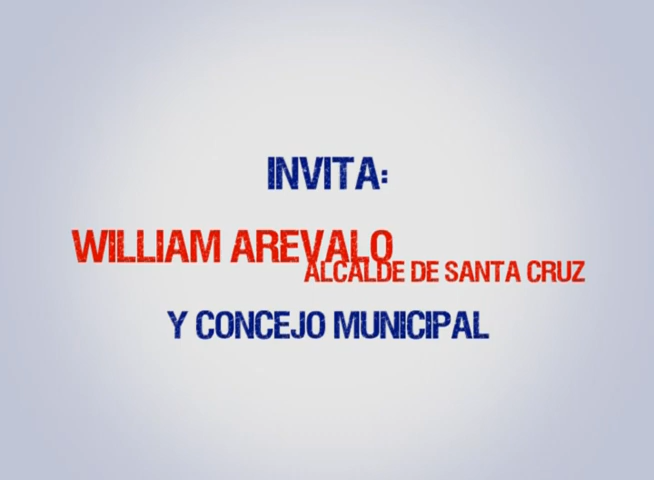 INVITA:
WILLIAM AREVALO
ALCALDE DE SANTA CRUZ
Y CONCEJO MUNICIPAL